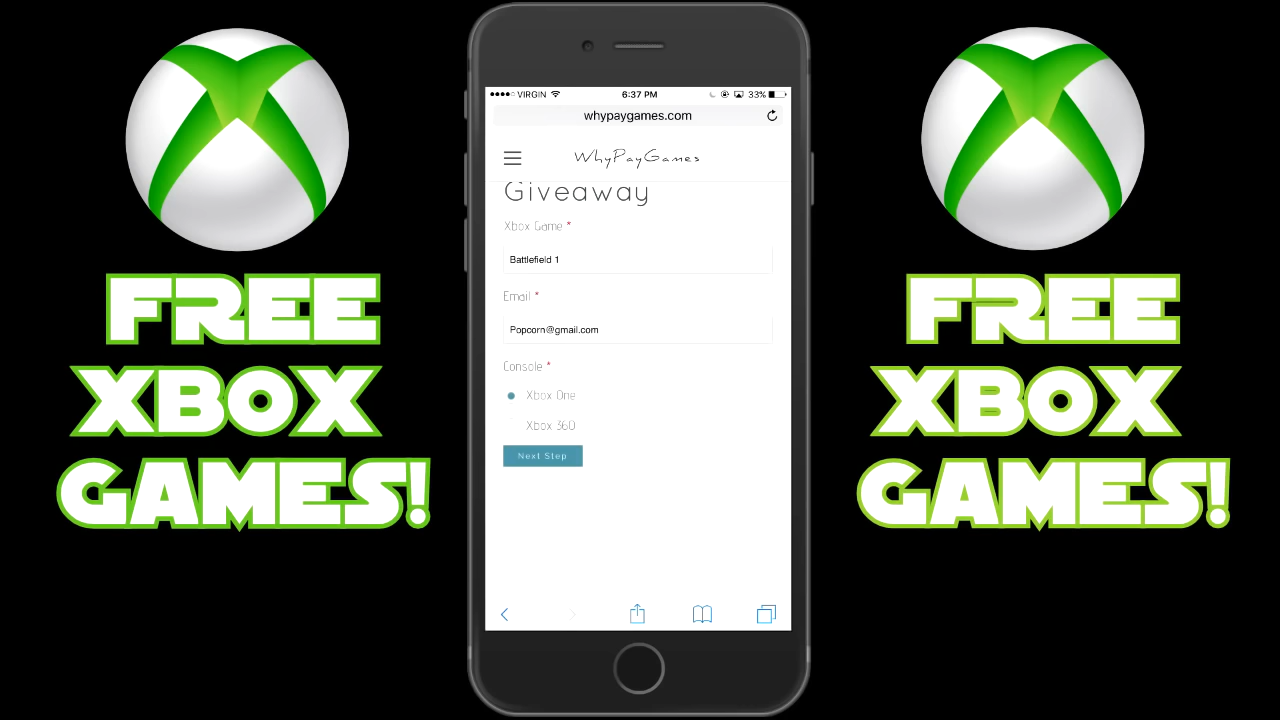 FREE
XBOX
GAMES!
VIRGIN 6:37 PM 33%
whypaygames.com
WhyPayGames
Giveaway
Xbox Game *
Battlefield 1
Email *
Popcorn@gmail.com
Console *
Xbox One
Xbox 360
Next Step
FREE
XBOX
GAMES!